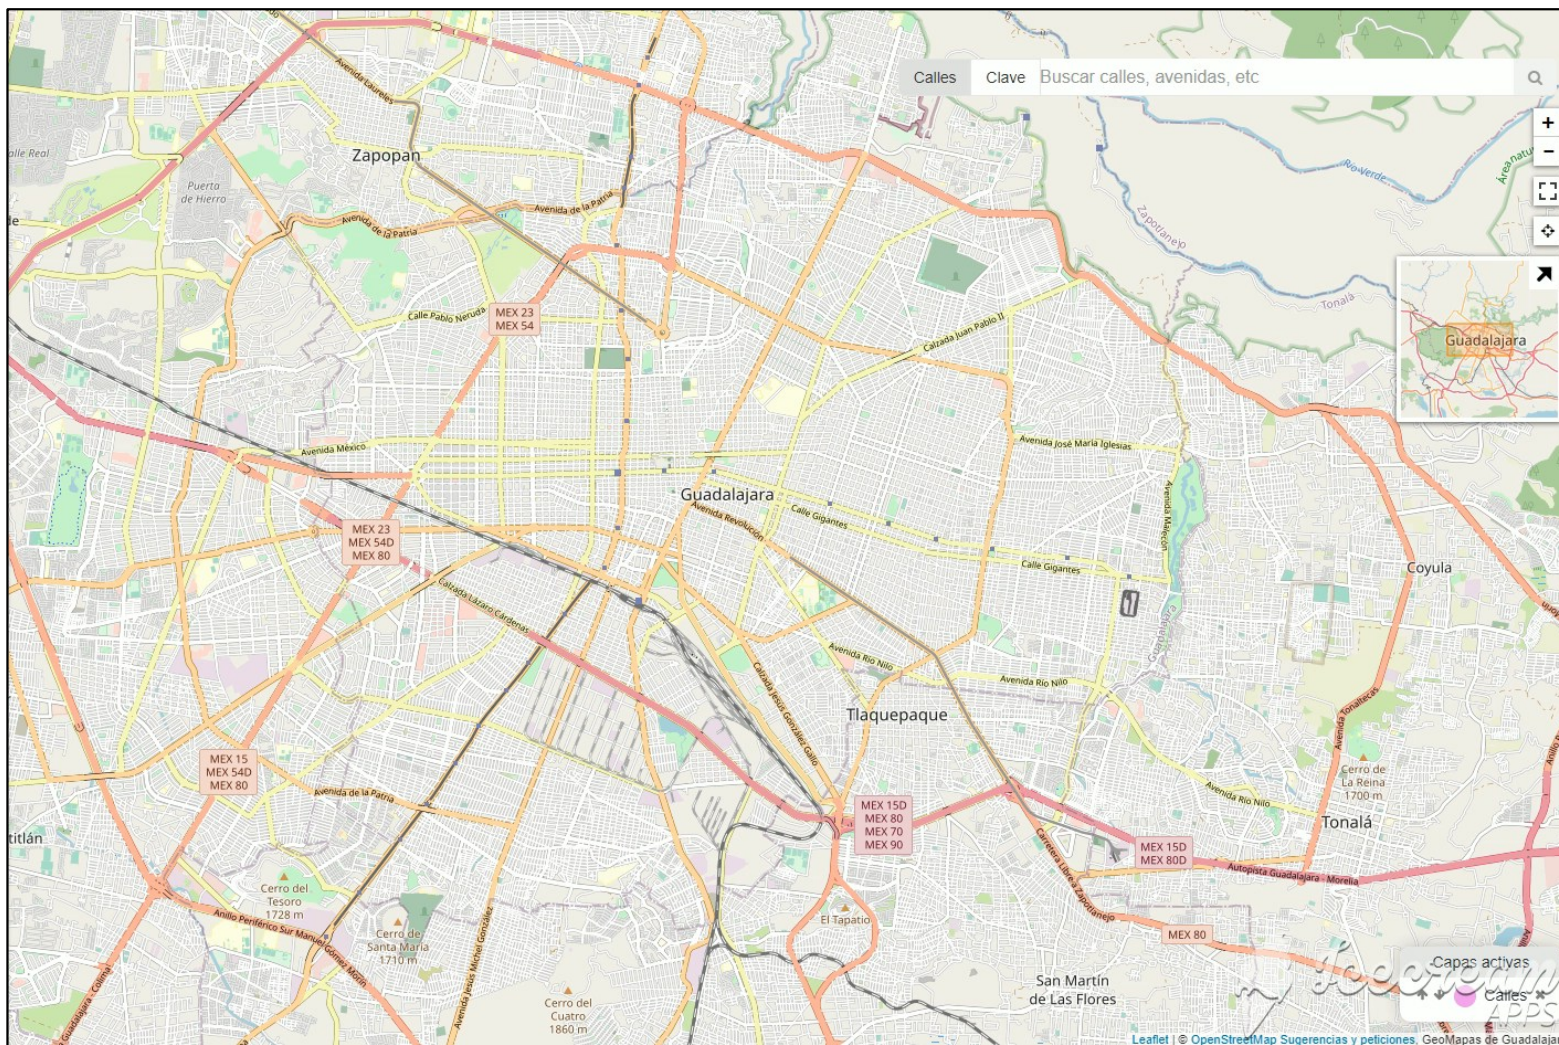 Calles
Clave
Buscar calles, avenidas, etc
+
−
Avenida Laureles
Zapopan
Puerta
de Hierro
Avenida de la Patria
Avenida de la Patria
Río Verde
Zapotlanejo
Tonalá
Calle Pablo Neruda
MEX 23
MEX 54
Calzada Juan Pablo II
Guadalajara
Avenida México
Avenida José María Iglesias
Guadalajara
Avenida Revolución
Calle Gigantes
Avenida Malecón
MEX 23
MEX 54D
MEX 80
Calle Gigantes
Coyula
Calzada Lázaro Cárdenas
Guadalajara
Avenida Río Nilo
Avenida Río Nilo
Calzada Jesús González Gallo
Tlaquepaque
Avenida Tonaltecas
MEX 15
MEX 54D
MEX 80
Cerro de
La Reina
1700 m
Avenida de la Patria
Avenida Río Nilo
MEX 15D
MEX 80
MEX 70
MEX 90
Tonalá
titlán
Carretera Libre a Zapotlanejo
MEX 15D
MEX 80D
Autopista Guadalajara - Morelia
Cerro del
Tesoro
1728 m
Anillo Periférico Sur Manuel Gómez Morín
Cerro de
Santa María
1710 m
Avenida Jesús Michel González
El Tapatío
MEX 80
Guadalajara - Colima
Cerro del
Cuatro
1860 m
San Martín
de Las Flores
Capas activas
Calles
Icecream
APPS
Leaflet | © OpenStreetMap Sugerencias y peticiones, GeoMapas de Guadalajar